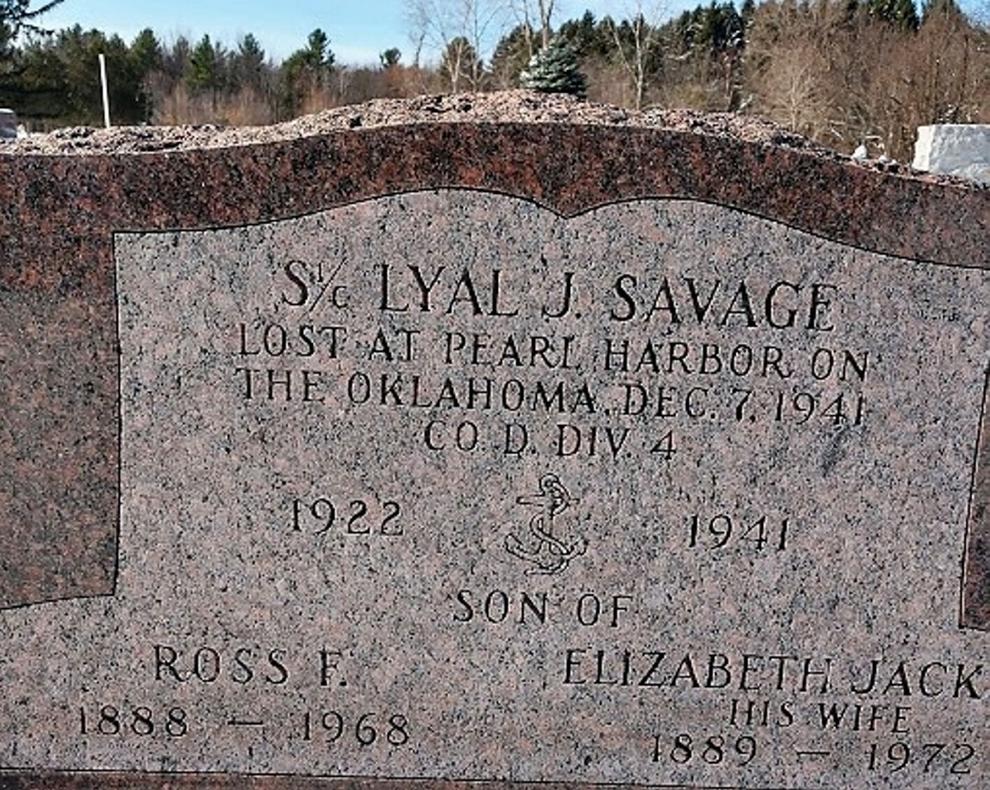 S1/C LYAL J. SAVAGE
LOST AT PEARL HARBOR ON
THE OKLAHOMA, DEC. 7, 1941
CO D. DIV. 4
1922 1941
SON OF
ROSS F. ELIZABETH JACK
HIS WIFE
1888 — 1968 1889 — 1972